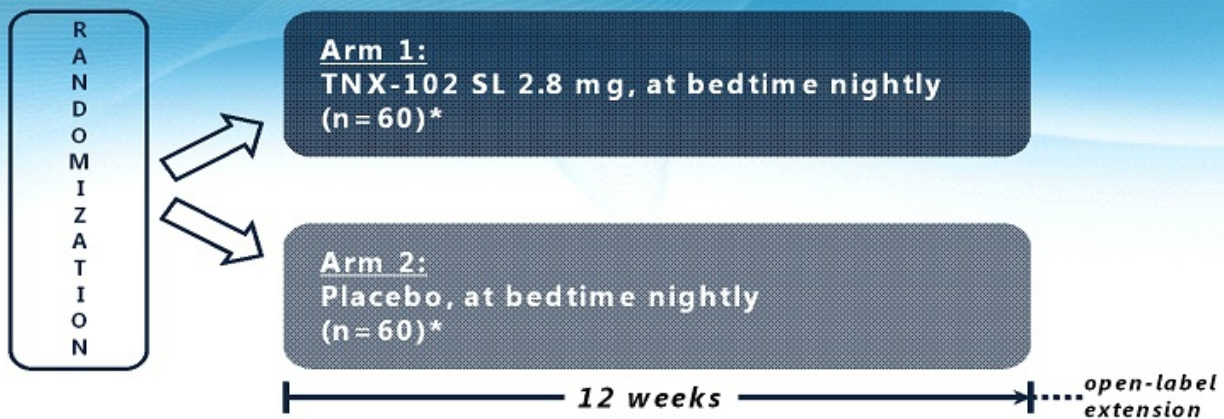 RANDOMIZATION
Arm 1:
TNX-102 SL 2.8 mg, at bedtime nightly
(n=60)*
Arm 2:
Placebo, at bedtime nightly
(n=60)*
12 weeks
open-label
extension